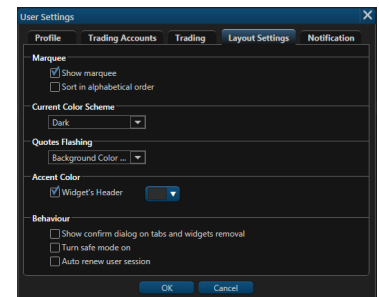 User Settings
Profile Trading Accounts Trading Layout Settings Notification
Marquee
Show marquee
Sort in alphabetical order
Current Color Scheme
Dark
Quotes Flashing
Background Color ...
Accent Color
Widget's Header
Behaviour
Show confirm dialog on tabs and widgets removal
Turn safe mode on
Auto renew user session
OK Cancel